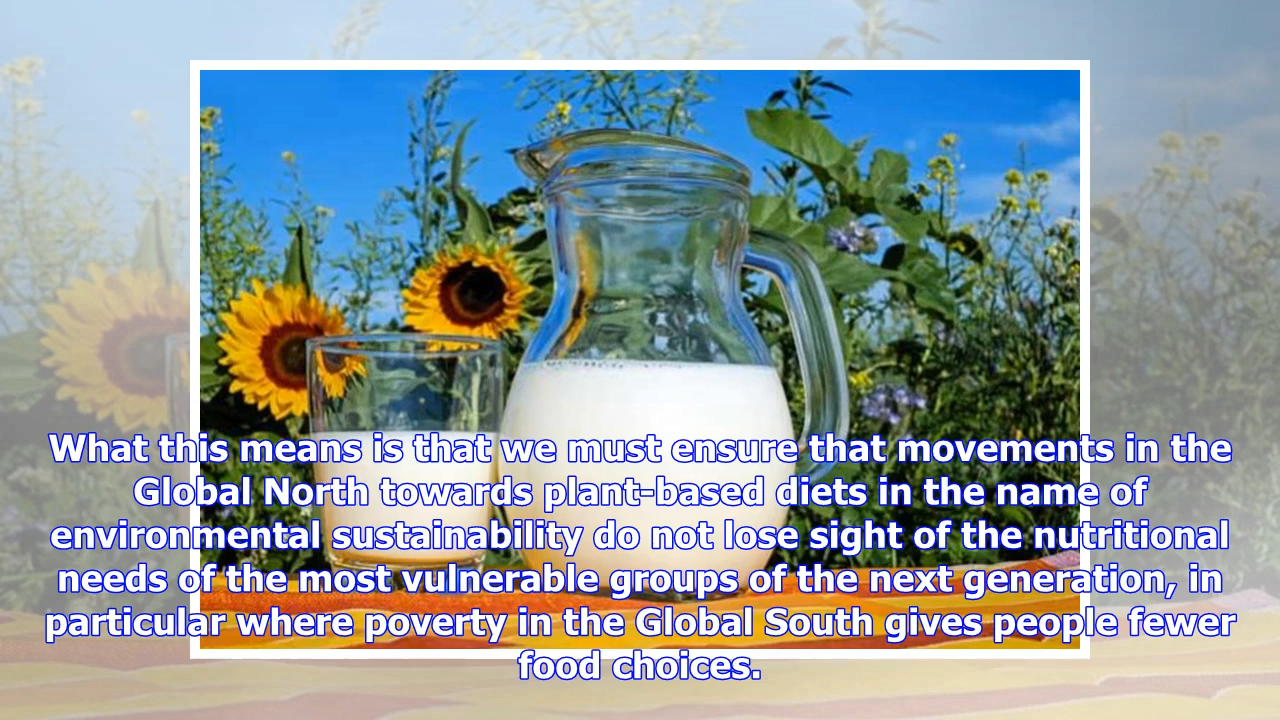 What this means is that we must ensure that movements in the
Global North towards plant-based diets in the name of
environmental sustainability do not lose sight of the nutritional
needs of the most vulnerable groups of the next generation, in
particular where poverty in the Global South gives people fewer
food choices.